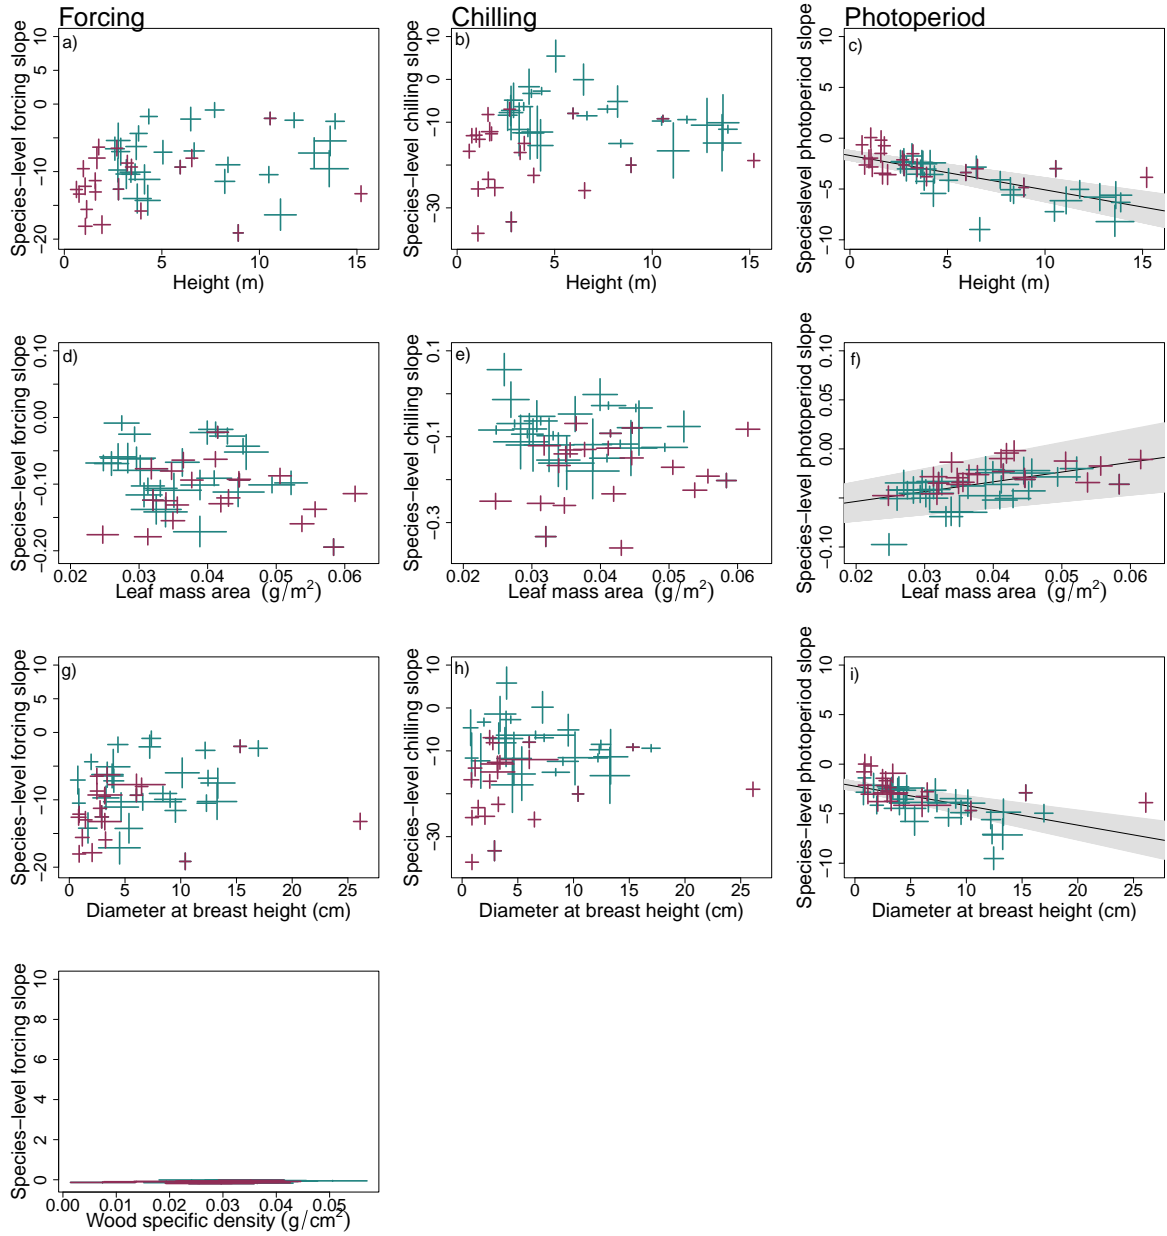 Forcing
Chilling
Photoperiod
a)
Species−level forcing slope
−20 −10 0 5 10
0 5 10 15
Height (m)
b)
Species−level chilling slope
−30 −10 0 10
0 5 10 15
Height (m)
c)
Specieslevel photoperiod slope
−10 −5 0 5 10
0 5 10 15
Height (m)
d)
Species−level forcing slope
−0.20 −0.10 0.00 0.10
0.02 0.03 0.04 0.05 0.06
Leaf mass area (g/m²)
e)
Species−level chilling slope
−0.3 −0.1 0.1
0.02 0.03 0.04 0.05 0.06
Leaf mass area (g/m²)
f)
Species−level photoperiod slope
−0.10 0.00 0.05 0.10
0.02 0.03 0.04 0.05 0.06
Leaf mass area (g/m²)
g)
Species−level forcing slope
−20 −10 0 5 10
0 5 10 15 20 25
Diameter at breast height (cm)
h)
Species−level chilling slope
−30 −10 0 10
0 5 10 15 20 25
Diameter at breast height (cm)
i)
Species−level photoperiod slope
−10 −5 0 5 10
0 5 10 15 20 25
Diameter at breast height (cm)
Species−level forcing slope
0 2 4 6 8 10
0.00 0.01 0.02 0.03 0.04 0.05
Wood specific density (g/cm²)